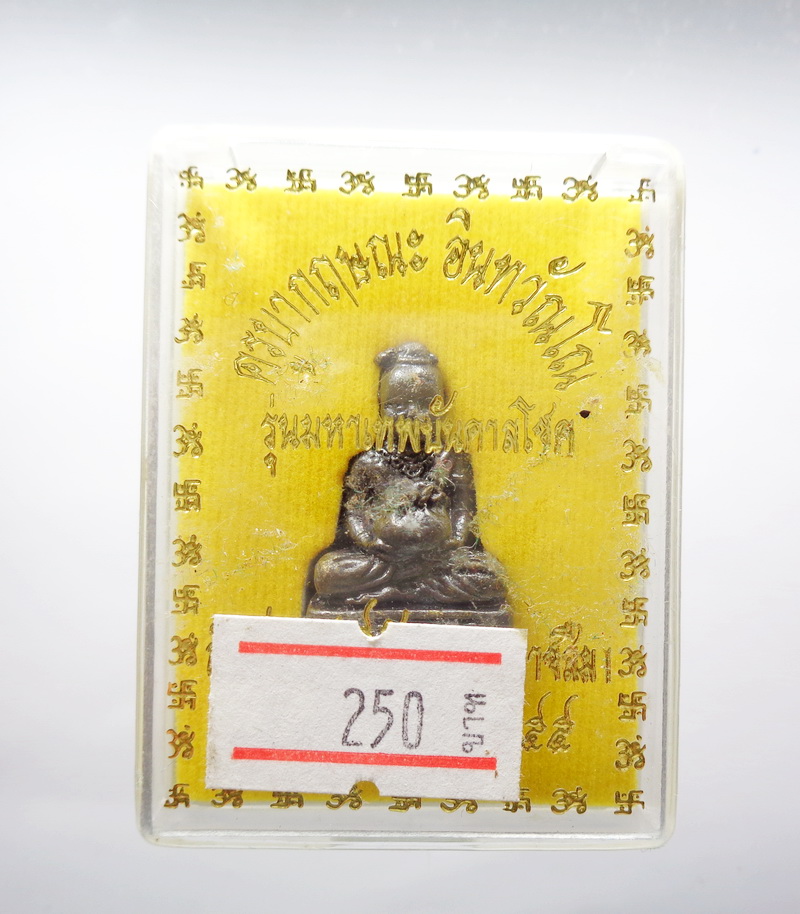 ครูบากฤษณะ อินทวัณโณ
รุ่นมหาเทพบันดาลโชค
250 บาท